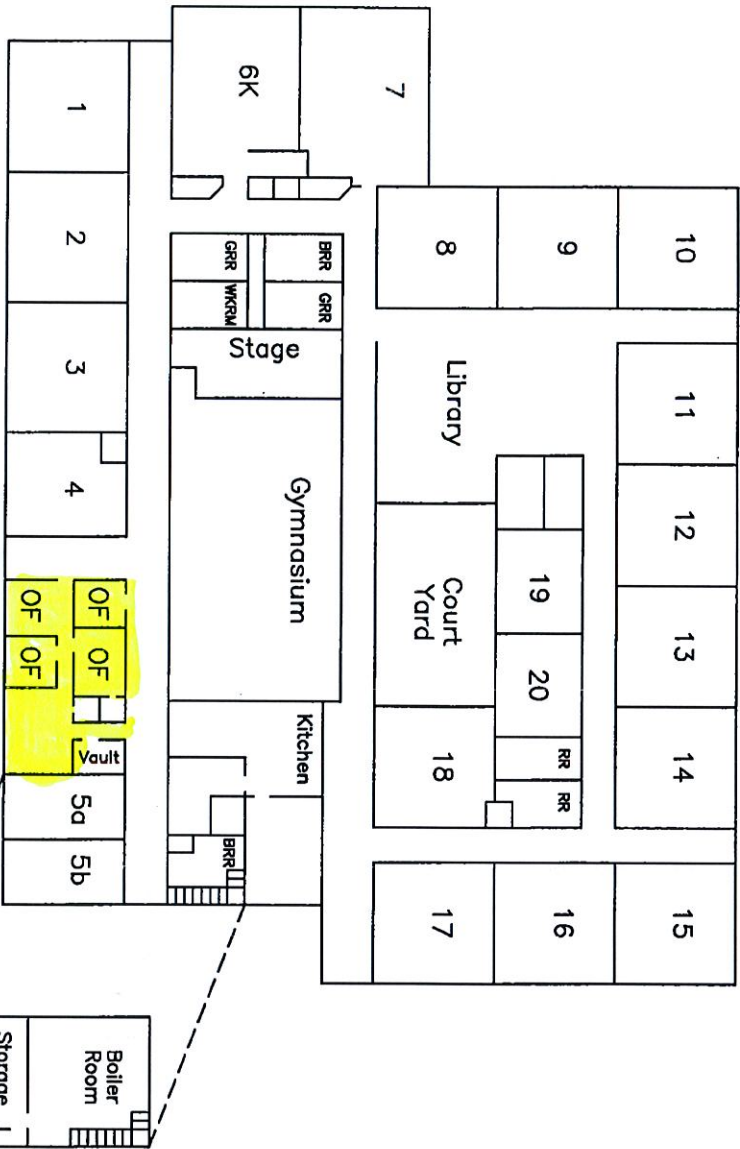 7
6K
10
9
8
1
2
3
4
BRR
GRR
GRR
WKRM
Stage
Library
11
12
13
14
Gymnasium
Court
Yard
19
20
18
RR
RR
OF
OF
OF
OF
Vault
5a
5b
Kitchen
BRR
17
16
15
Boiler
Room
Storage